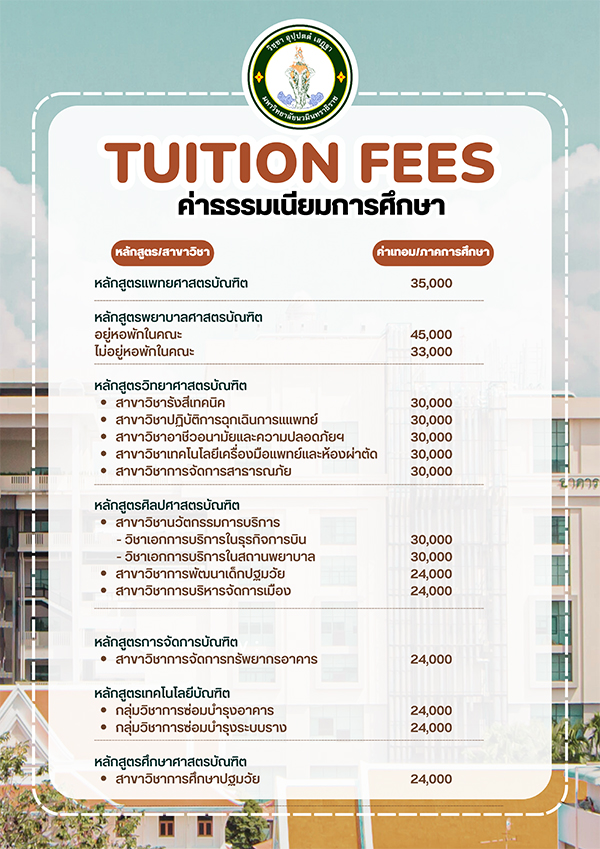 วิชฺชา อุปฺปตตํ เสฏฺฐา
มหาวิทยาลัยนวมินทราธิราช
TUITION FEES
ค่าธรรมเนียมการศึกษา
หลักสูตร/สาขาวิชา ค่าเทอม/ภาคการศึกษา
หลักสูตรแพทยศาสตรบัณฑิต 35,000
หลักสูตรพยาบาลศาสตรบัณฑิต
อยู่หอพักในคณะ 45,000
ไม่อยู่หอพักในคณะ 33,000
หลักสูตรวิทยาศาสตรบัณฑิต
• สาขาวิชารังสีเทคนิค 30,000
• สาขาวิชาปฏิบัติการฉุกเฉินการแแพทย์ 30,000
• สาขาวิชาอาชีวอนามัยและความปลอดภัยฯ 30,000
• สาขาวิชาเทคโนโลยีเครื่องมือแพทย์และห้องผ่าตัด 30,000
• สาขาวิชาการจัดการสารารณภัย 30,000
หลักสูตรศิลปศาสตรบัณฑิต
• สาขาวิชานวัตกรรมการบริการ
- วิชาเอกการบริการในธุรกิจการบิน 30,000
- วิชาเอกการบริการในสถานพยาบาล 30,000
• สาขาวิชาการพัฒนาเด็กปฐมวัย 24,000
• สาขาวิชาการบริหารจัดการเมือง 24,000
หลักสูตรการจัดการบัณฑิต
• สาขาวิชาการจัดการทรัพยากรอาคาร 24,000
หลักสูตรเทคโนโลยีบัณฑิต
• กลุ่มวิชาการซ่อมบำรุงอาคาร 24,000
• กลุ่มวิชาการซ่อมบำรุงระบบราง 24,000
หลักสูตรศึกษาศาสตรบัณฑิต
• สาขาวิชาการศึกษาปฐมวัย 24,000
อาคาร